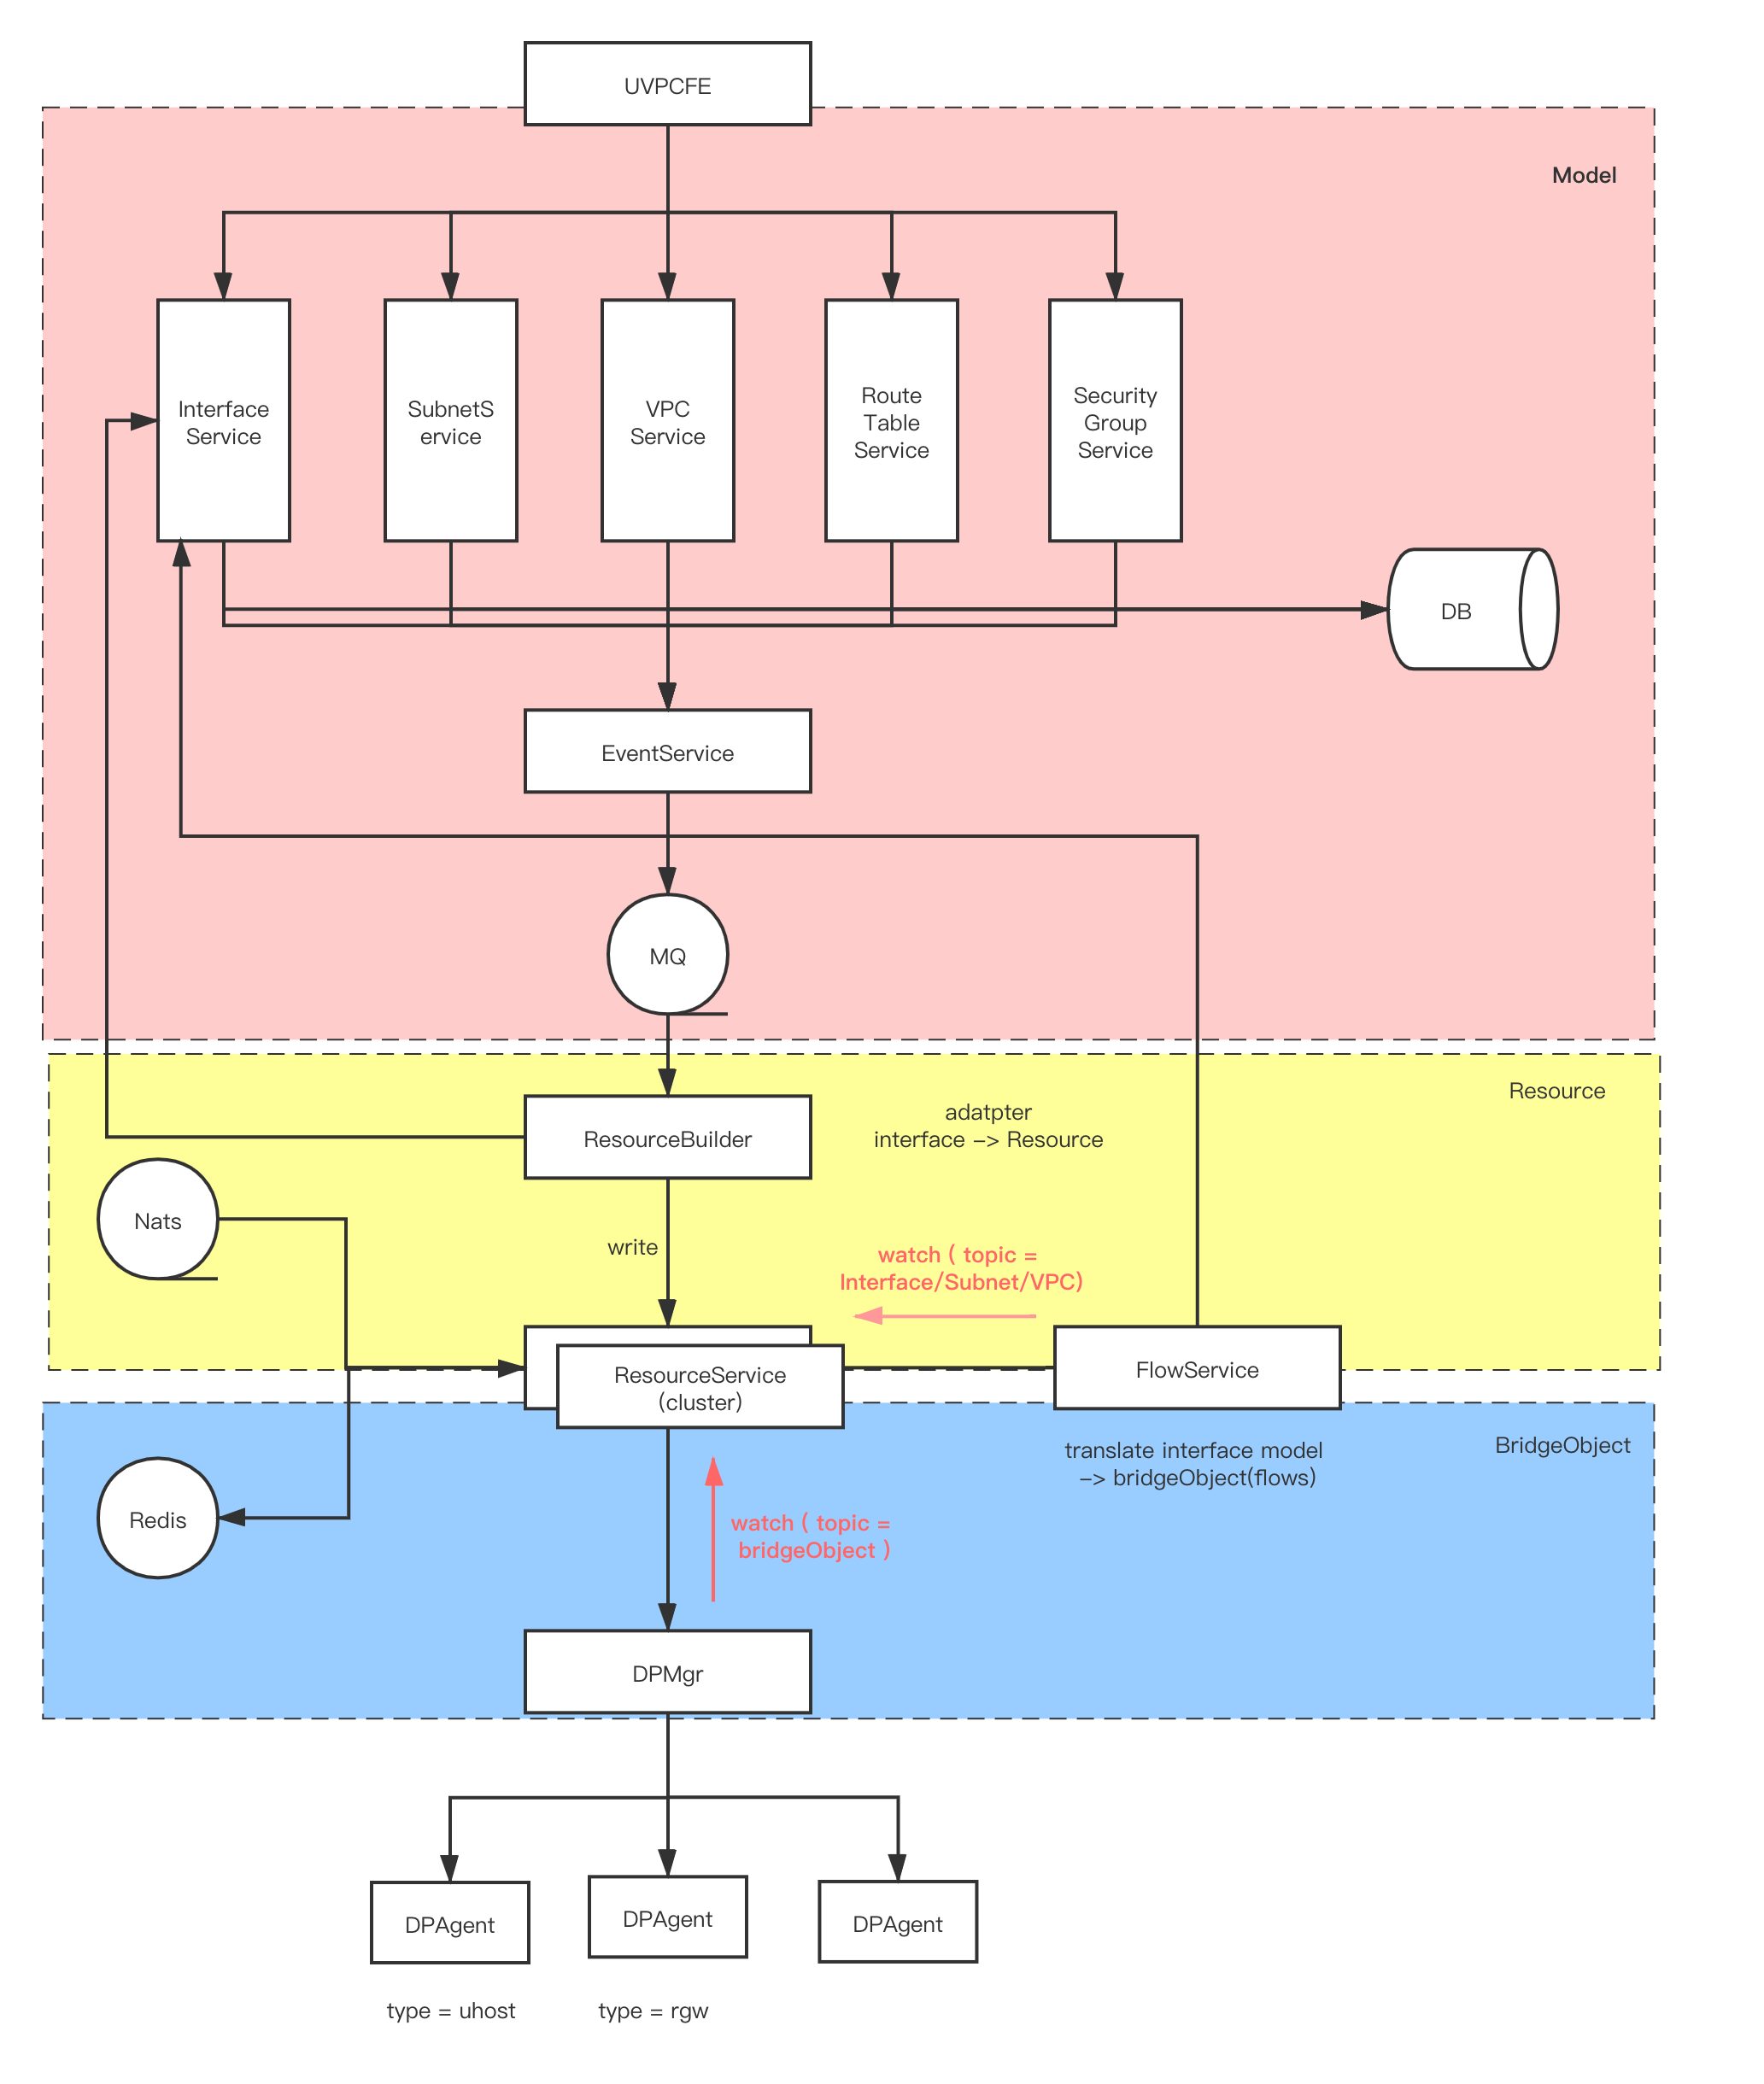 UVPCFE
Model
Interface
Service
SubnetS
ervice
VPC
Service
Route
Table
Service
Security
Group
Service
DB
EventService
MQ
Resource
ResourceBuilder
adatpter
interface –> Resource
Nats
write
watch ( topic =
Interface/Subnet/VPC)
ResourceService
(cluster)
FlowService
BridgeObject
translate interface model
–> bridgeObject(flows)
Redis
watch ( topic =
bridgeObject )
DPMgr
DPAgent
DPAgent
DPAgent
type = uhost
type = rgw